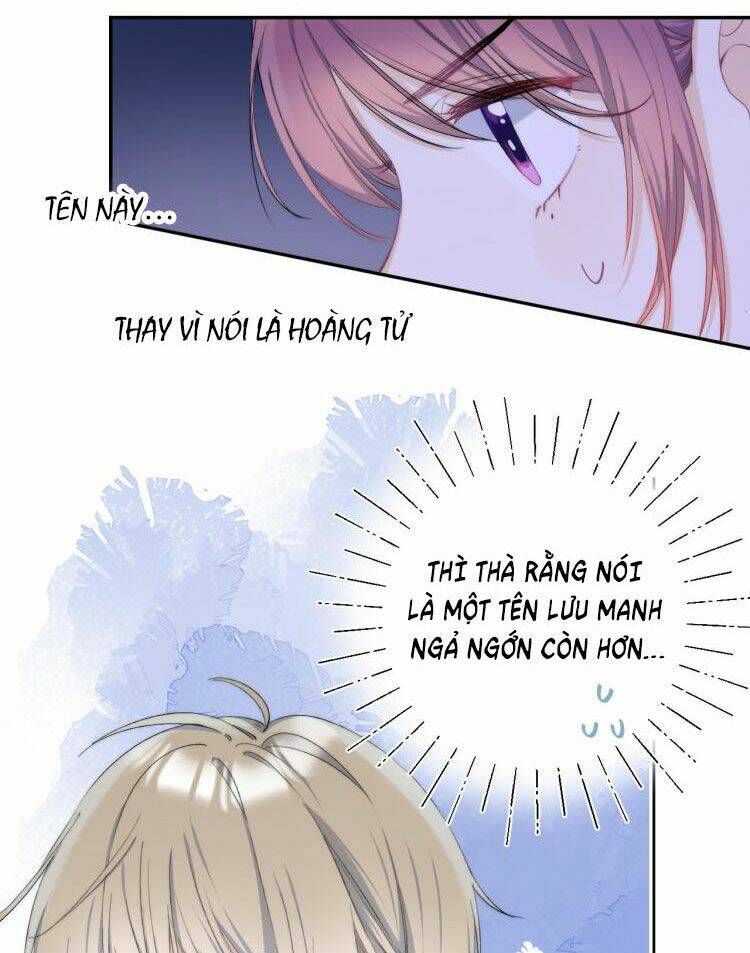 TÊN NÀY...
THAY VÌ NÓI LÀ HOÀNG TỬ
THÌ THÀ RẰNG NÓI
LÀ MỘT TÊN LƯU MANH
NGẢ NGỚN CÒN HƠN...